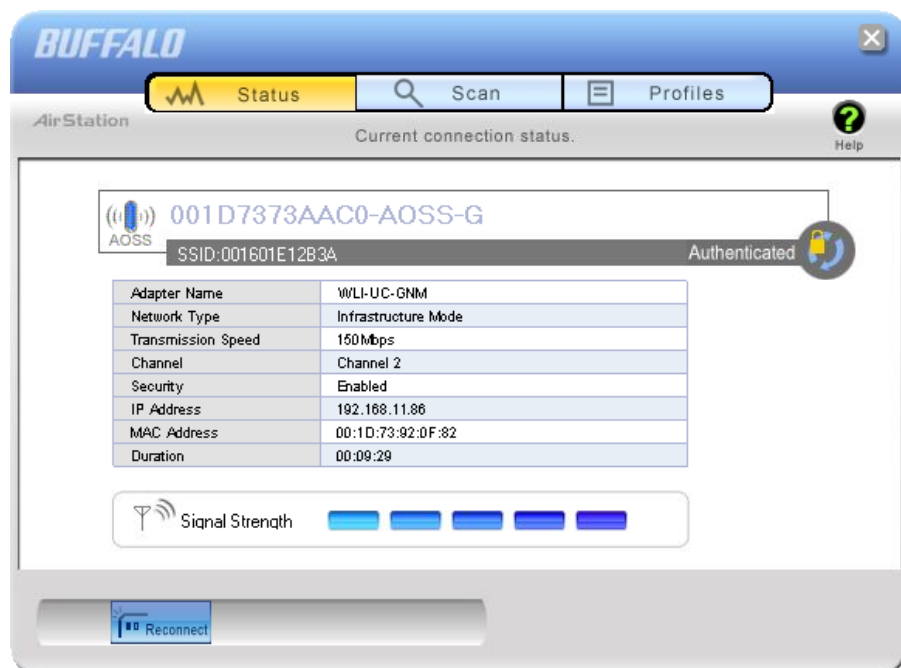 BUFFALO
Status
Scan
Profiles
AirStation
Current connection status.
Help
AOSS
001D7373AAC0-AOSS-G
SSID:001601E12B3A
Authenticated
Adapter Name WLI-UC-GNM
Network Type Infrastructure Mode
Transmission Speed 150Mbps
Channel Channel 2
Security Enabled
IP Address 192.168.11.86
MAC Address 00:1D:73:92:0F:82
Duration 00:09:29
Signal Strength
Reconnect